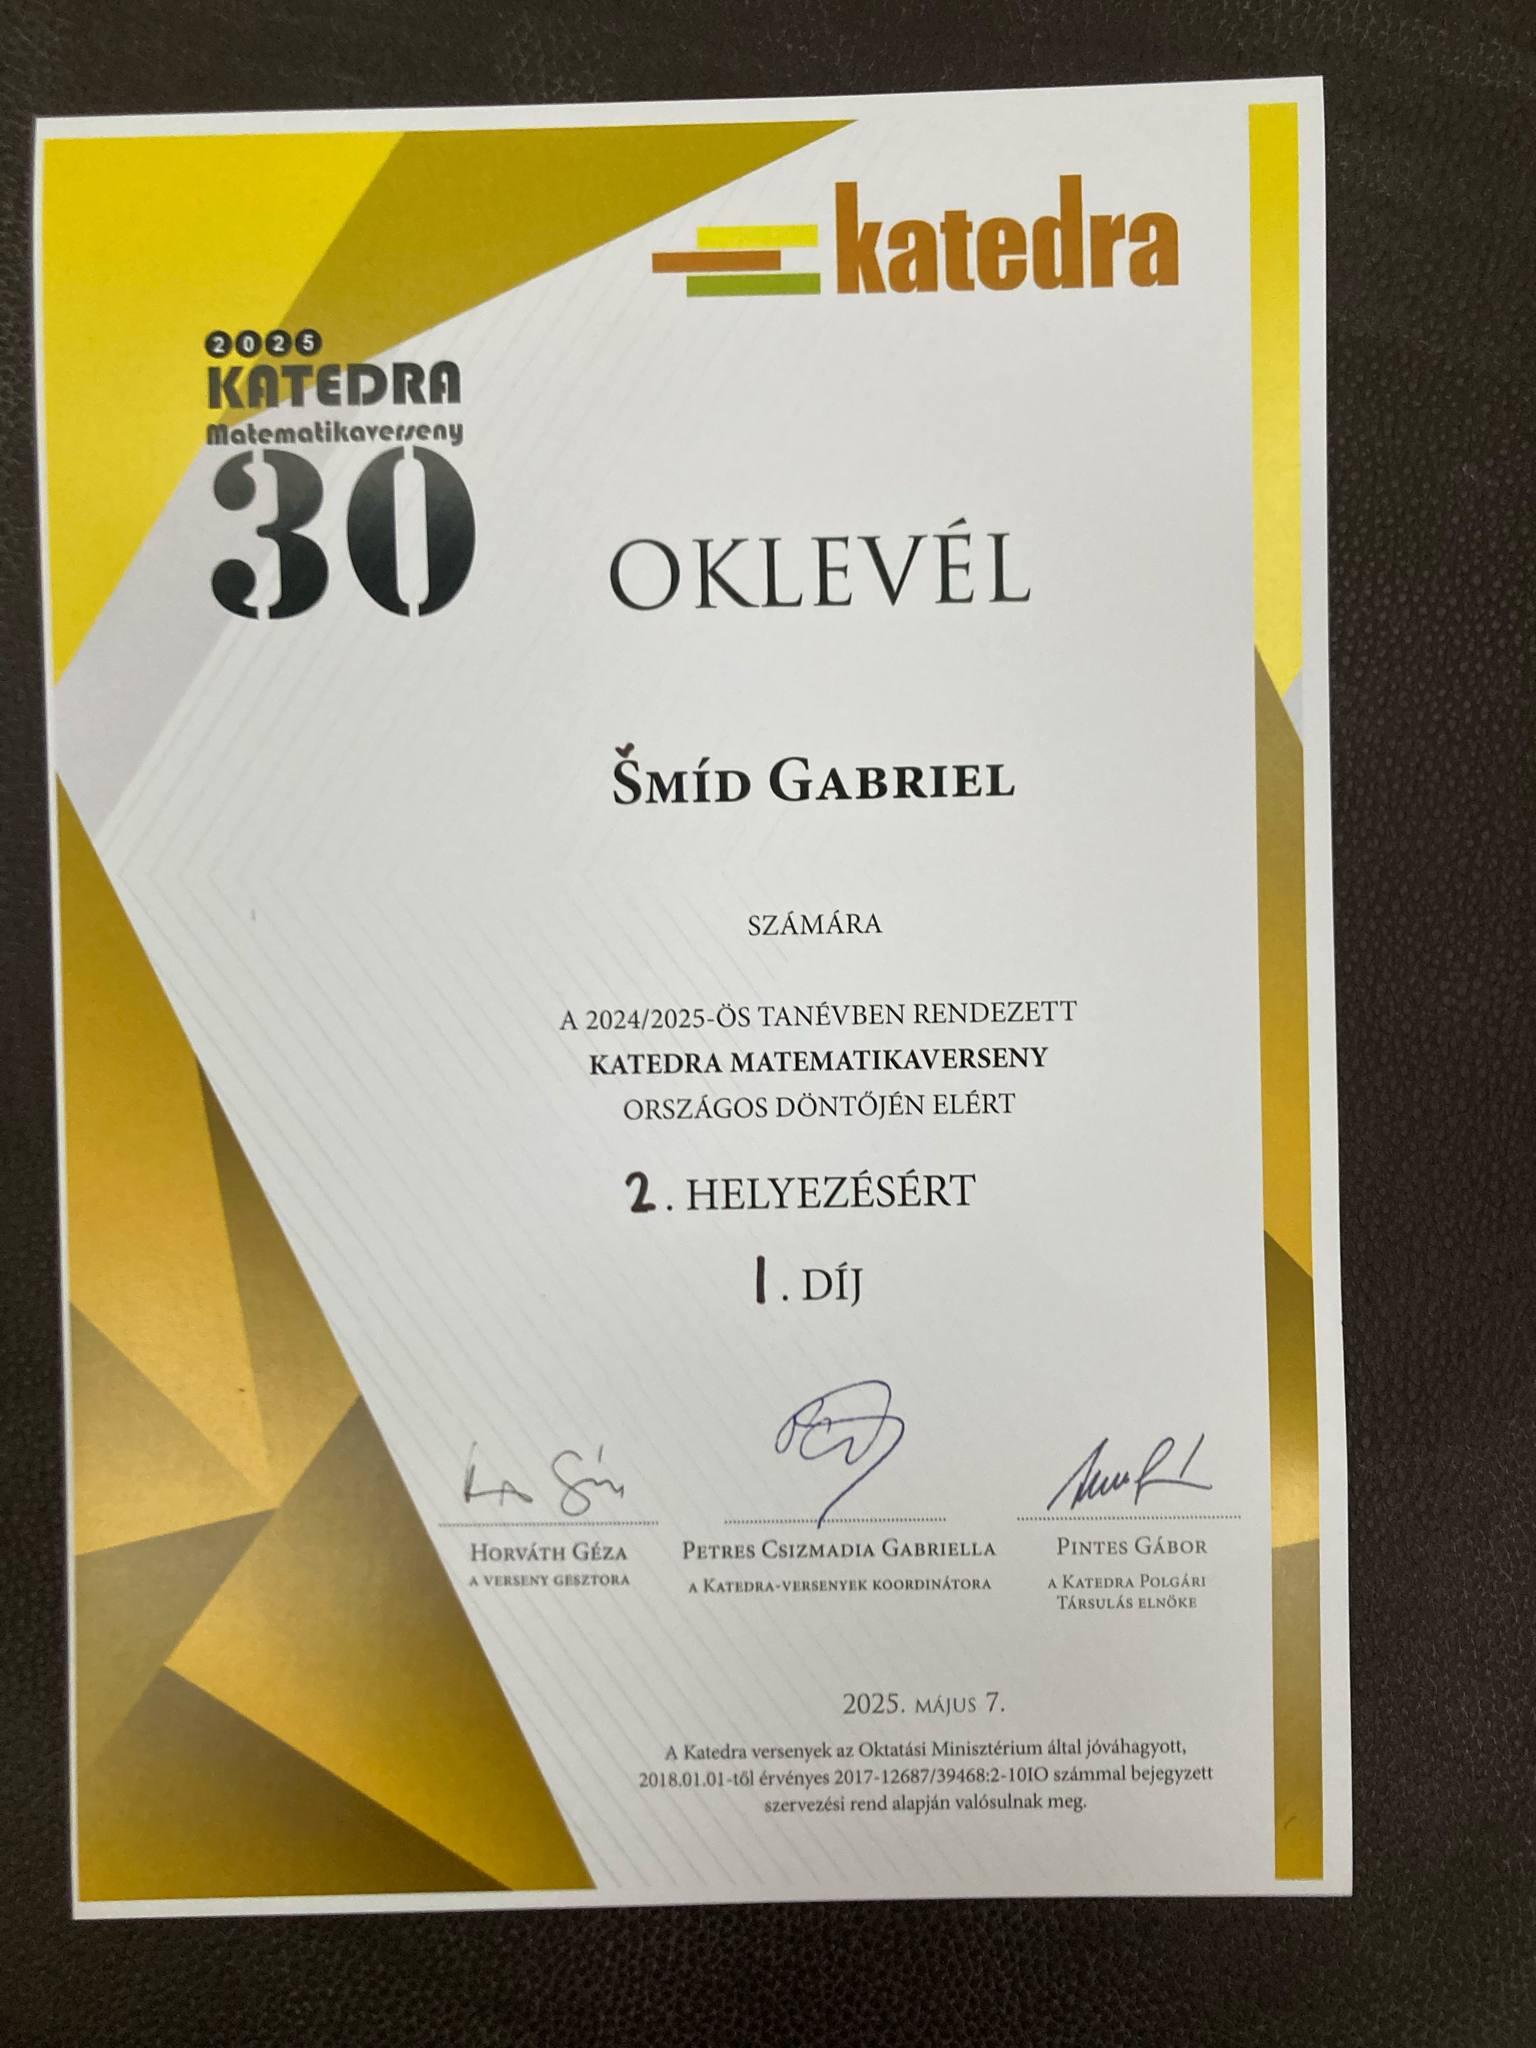 katedra
2025
KATEDRA
Matematikaverseny
30
OKLEVÉL
ŠMÍD GABRIEL
SZÁMÁRA
A 2024/2025-ÖS TANÉVBEN RENDEZETT
KATEDRA MATEMATIKAVERSENY
ORSZÁGOS DÖNTŐJÉN ELÉRT
2. HELYEZÉSÉRT
1. DÍJ
HORVÁTH GÉZA
A VERSENY GESZTORA
PETRES CSIZMADIA GABRIELLA
A KATEDRA-VERSENYEK KOORDINÁTORA
PINTES GÁBOR
A KATEDRA POLGÁRI
TÁRSULÁS ELNÖKE
2025. MÁJUS 7.
A Katedra versenyek az Oktatási Minisztérium által jóváhagyott,
2018.01.01-től érvényes 2017-12687/39468:2-10IO számmal bejegyzett
szervezési rend alapján valósulnak meg.